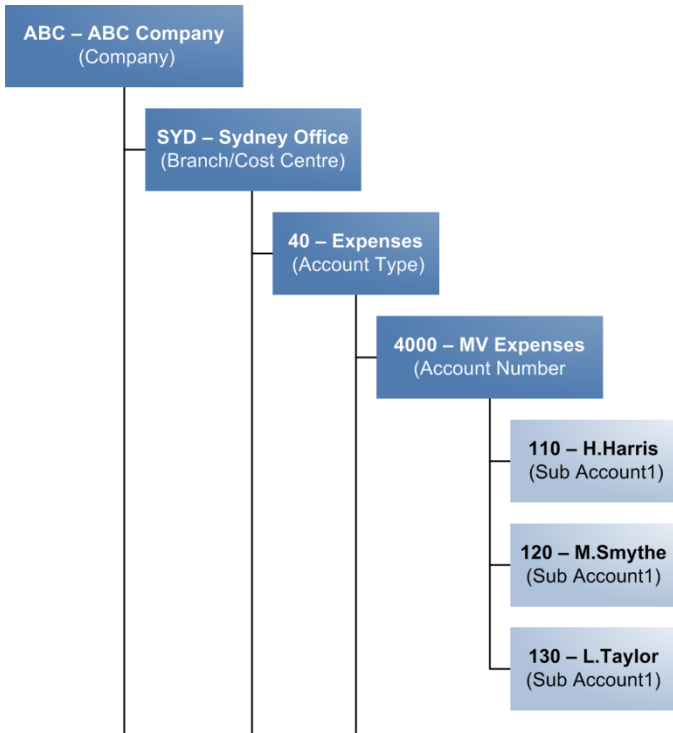 ABC – ABC Company
(Company)
SYD – Sydney Office
(Branch/Cost Centre)
40 – Expenses
(Account Type)
4000 – MV Expenses
(Account Number
110 – H.Harris
(Sub Account1)
120 – M.Smythe
(Sub Account1)
130 – L.Taylor
(Sub Account1)